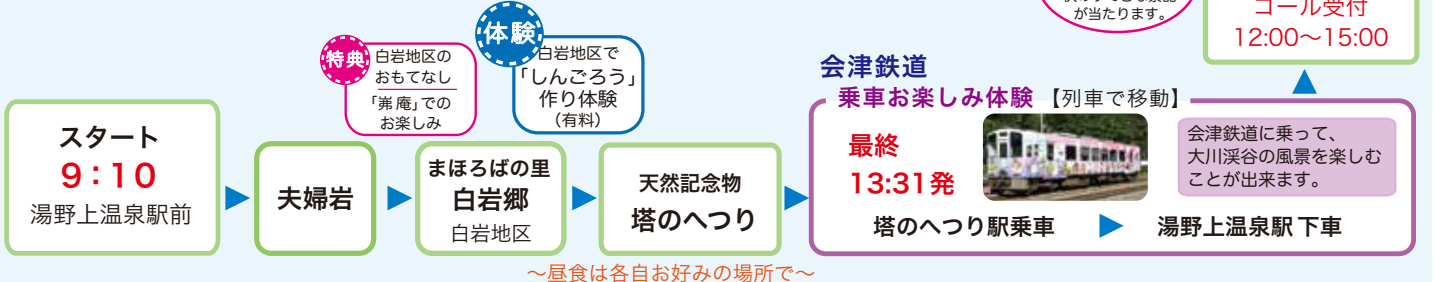 が当たります。
ゴール受付
12:00〜15:00
特典
白岩地区の
おもてなし
「茀庵」での
お楽しみ
体験
白岩地区で
「しんごろう」
作り体験
(有料)
スタート
9:10
湯野上温泉駅前
夫婦岩
まほろばの里
白岩郷
白岩地区
天然記念物
塔のへつり
〜昼食は各自お好みの場所で〜
会津鉄道
乗車お楽しみ体験 【列車で移動】
最終
13:31発
会津鉄道に乗って、
大川渓谷の風景を楽しむ
ことが出来ます。
塔のへつり駅乗車
湯野上温泉駅下車